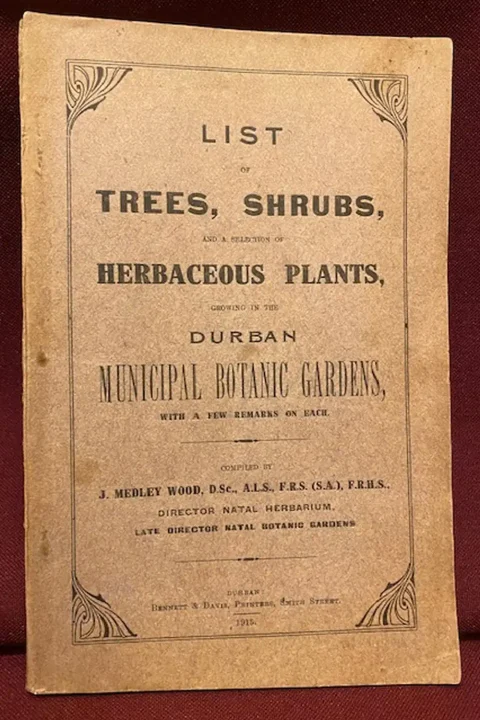 LIST
OF
TREES, SHRUBS,
AND A SELECTION OF
HERBACEOUS PLANTS,
GROWING IN THE
DURBAN
MUNICIPAL BOTANIC GARDENS,
WITH A FEW REMARKS ON EACH.
COMPILED BY
J. MEDLEY WOOD, D.Sc., A.L.S., F.R.S. (S.A.), F.R.H.S.,
DIRECTOR NATAL HERBARIUM,
LATE DIRECTOR NATAL BOTANIC GARDENS
DURBAN
BENNETT & DAVIS, PRINTERS, SMITH STREET.
1915.